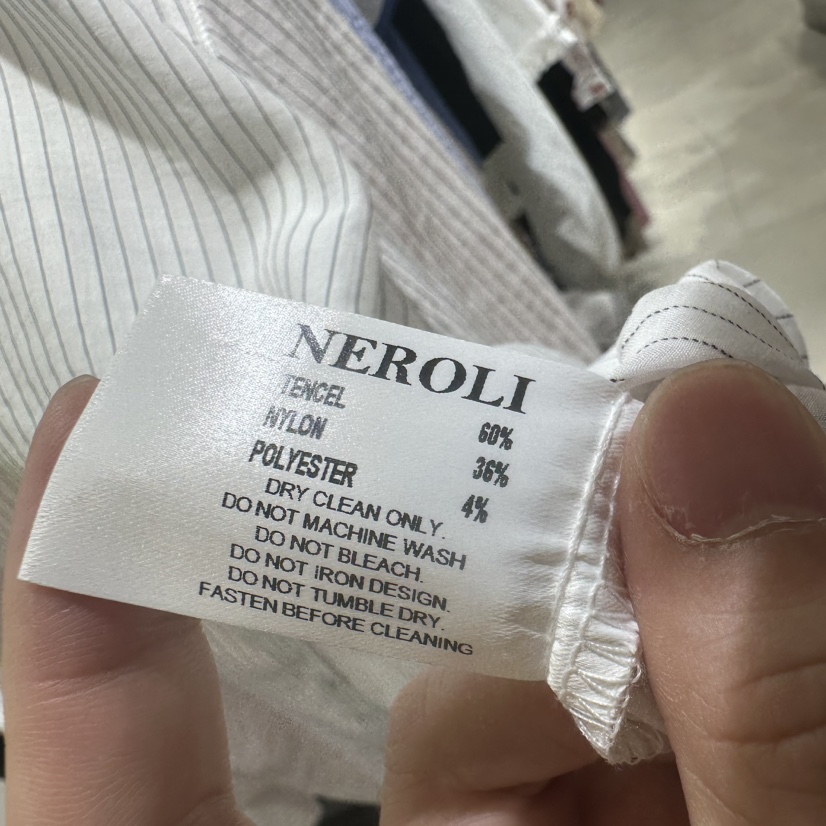 NEROLI
TENCEL 60%
NYLON 36%
POLYESTER 4%
DRY CLEAN ONLY.
DO NOT MACHINE WASH
DO NOT BLEACH.
DO NOT IRON DESIGN.
DO NOT TUMBLE DRY.
FASTEN BEFORE CLEANING